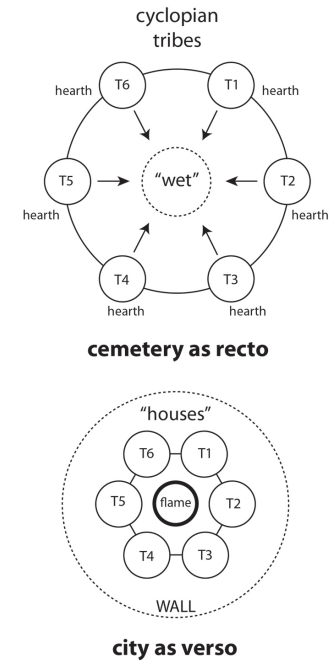 cyclopian
tribes
T6
T1
hearth
hearth
T5
"wet"
T2
hearth
hearth
T4
T3
hearth
hearth
cemetery as recto
"houses"
T6
T1
T5
flame
T2
T4
T3
WALL
city as verso